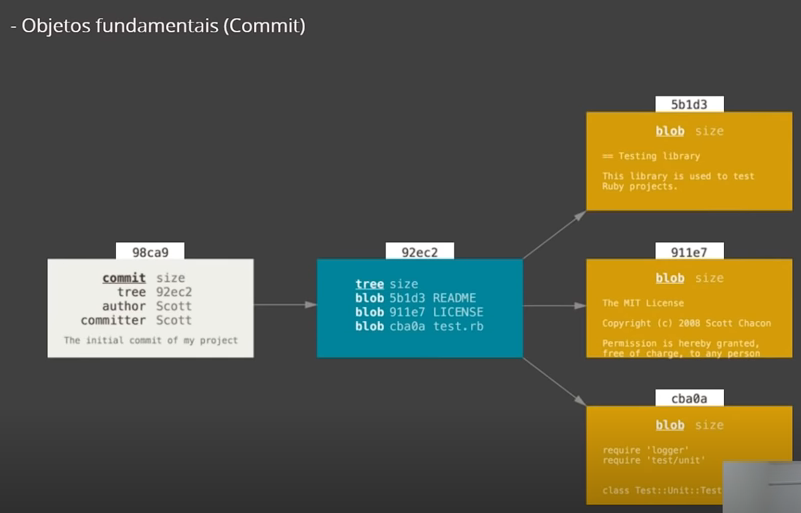 - Objetos fundamentais (Commit)
98ca9
commit size
tree 92ec2
author Scott
committer Scott
The initial commit of my project
92ec2
tree size
blob 5b1d3 README
blob 911e7 LICENSE
blob cba0a test.rb
5b1d3
blob size
== Testing library
This library is used to test
Ruby projects.
911e7
blob size
The MIT License
Copyright (c) 2008 Scott Chacon
Permission is hereby granted,
free of charge, to any person
cba0a
blob size
require 'logger'
require 'test/unit'
class Test::Unit::Test